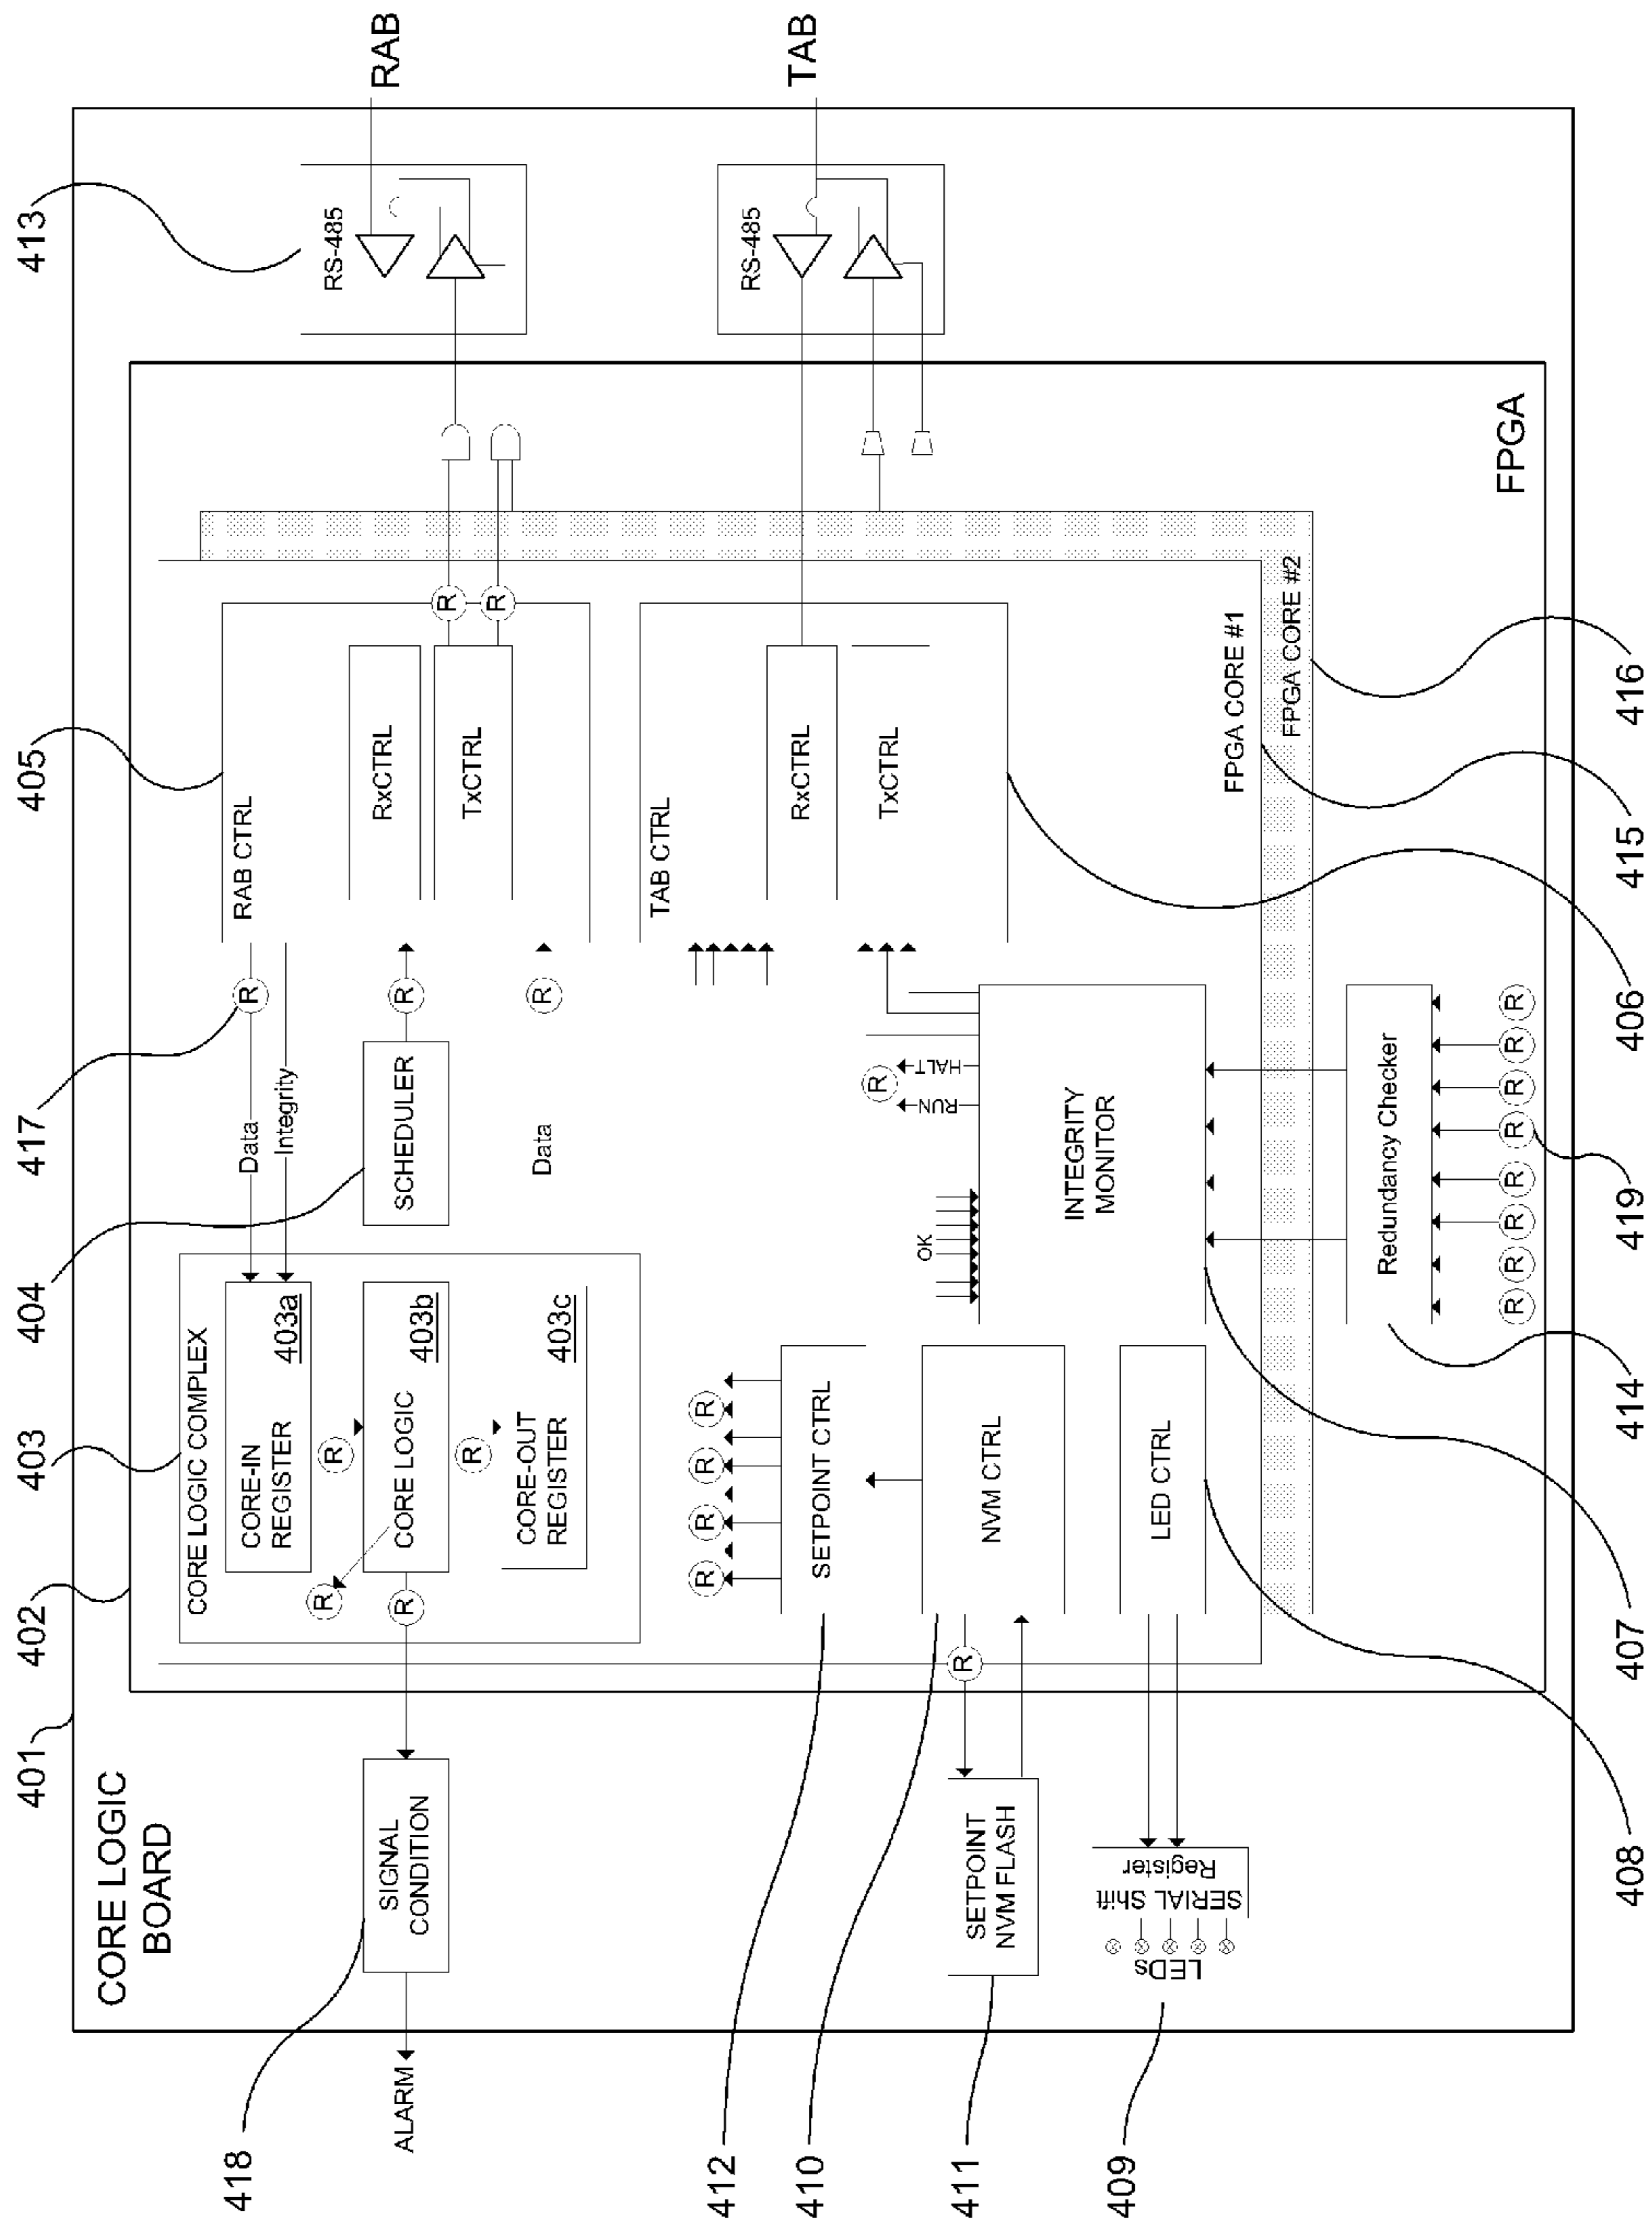 CORE LOGIC
BOARD
401
402
403
404
417
405
413
CORE LOGIC COMPLEX
CORE-IN
REGISTER
403a
R
CORE LOGIC
403b
R
CORE-OUT
REGISTER
403c
R
R
Data
Integrity
R
SCHEDULER
R
Data
R
RAB CTRL
RxCTRL
TxCTRL
R
R
RS-485
RAB
SIGNAL
CONDITION
ALARM
418
TAB CTRL
RxCTRL
TxCTRL
RS-485
TAB
R
R
R
R
SETPOINT CTRL
NVM CTRL
LED CTRL
R
SETPOINT
NVM FLASH
SERIAL Shift
Register
LEDs
OK
RUN
HALT
R
INTEGRITY
MONITOR
FPGA CORE #1
FPGA CORE #2
Redundancy Checker
R
R
R
R
R
R
R
R
FPGA
412
410
411
409
408
407
414
419
406
415
416